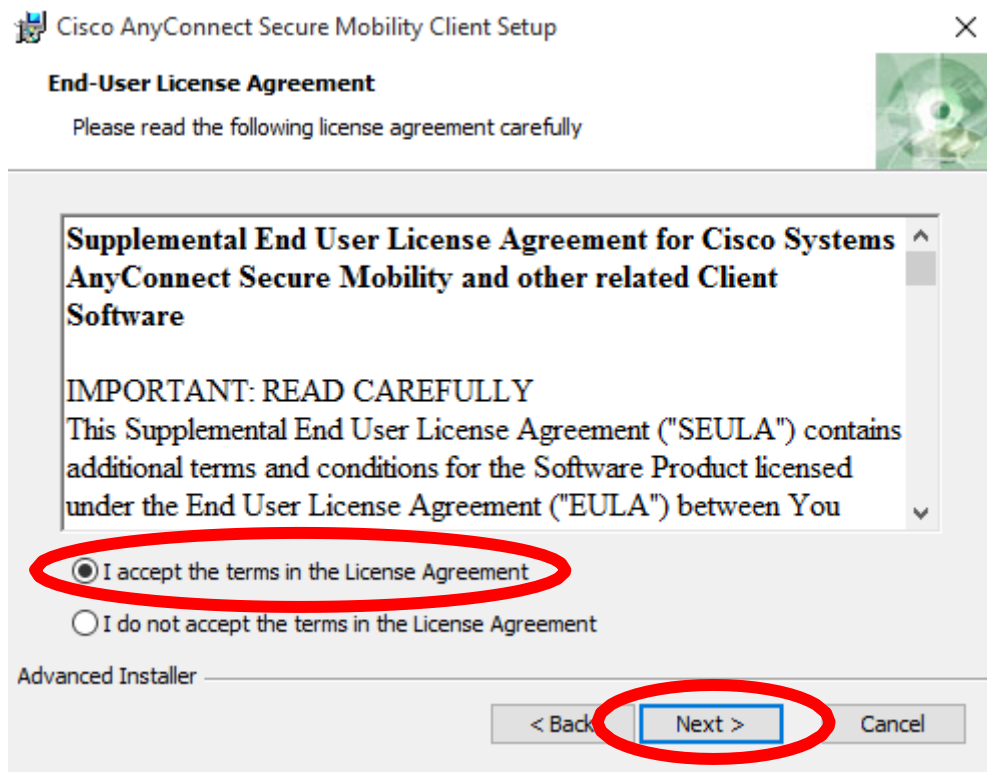 Cisco AnyConnect Secure Mobility Client Setup
End-User License Agreement
Please read the following license agreement carefully
Supplemental End User License Agreement for Cisco Systems
AnyConnect Secure Mobility and other related Client
Software
IMPORTANT: READ CAREFULLY
This Supplemental End User License Agreement ("SEULA") contains
additional terms and conditions for the Software Product licensed
under the End User License Agreement ("EULA") between You
I accept the terms in the License Agreement
I do not accept the terms in the License Agreement
Advanced Installer
< Back Next > Cancel